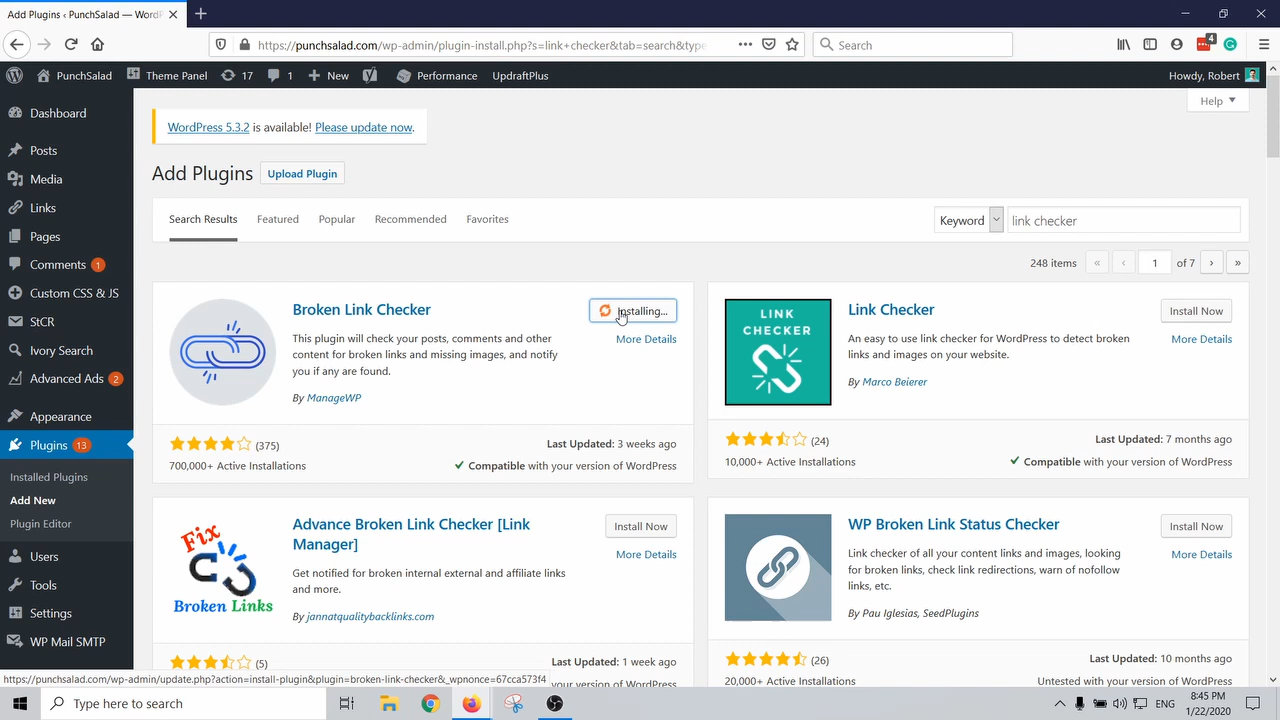 Add Plugins ‹ PunchSalad — WordP
https://punchsalad.com/wp-admin/plugin-install.php?s=link+checker&tab=search&type
Search
4
PunchSalad
Theme Panel
17
1
New
Performance
UpdraftPlus
Howdy, Robert
Dashboard
Posts
Media
Links
Pages
Comments 1
Custom CSS & JS
StCR
Ivory Search
Advanced Ads 2
Appearance
Plugins 13
Installed Plugins
Add New
Plugin Editor
Users
Tools
Settings
WP Mail SMTP
Help
WordPress 5.3.2 is available! Please update now.
Add Plugins
Upload Plugin
Search Results
Featured
Popular
Recommended
Favorites
Keyword
link checker
248 items
«
‹
1
of 7
›
»
Broken Link Checker
Installing...
More Details
This plugin will check your posts, comments and other
content for broken links and missing images, and notify
you if any are found.
By ManageWP
(375)
Last Updated: 3 weeks ago
700,000+ Active Installations
Compatible with your version of WordPress
LINK
CHECKER
Link Checker
Install Now
More Details
An easy to use link checker for WordPress to detect broken
links and images on your website.
By Marco Beierer
(24)
Last Updated: 7 months ago
10,000+ Active Installations
Compatible with your version of WordPress
Fix
Broken Links
Advance Broken Link Checker [Link
Manager]
Install Now
More Details
Get notified for broken internal external and affiliate links
and more.
By jannatqualitybacklinks.com
(5)
Last Updated: 1 week ago
your version of WordPress
WP Broken Link Status Checker
Install Now
More Details
Link checker of all your content links and images, looking
for broken links, check link redirections, warn of nofollow
links, etc.
By Pau Iglesias, SeedPlugins
(26)
Last Updated: 10 months ago
20,000+ Active Installations
Untested with your version of WordPress
https://punchsalad.com/wp-admin/update.php?action=install-plugin&plugin=broken-link-checker&_wpnonce=67cca573f4
Type here to search
ENG
8:45 PM
1/22/2020